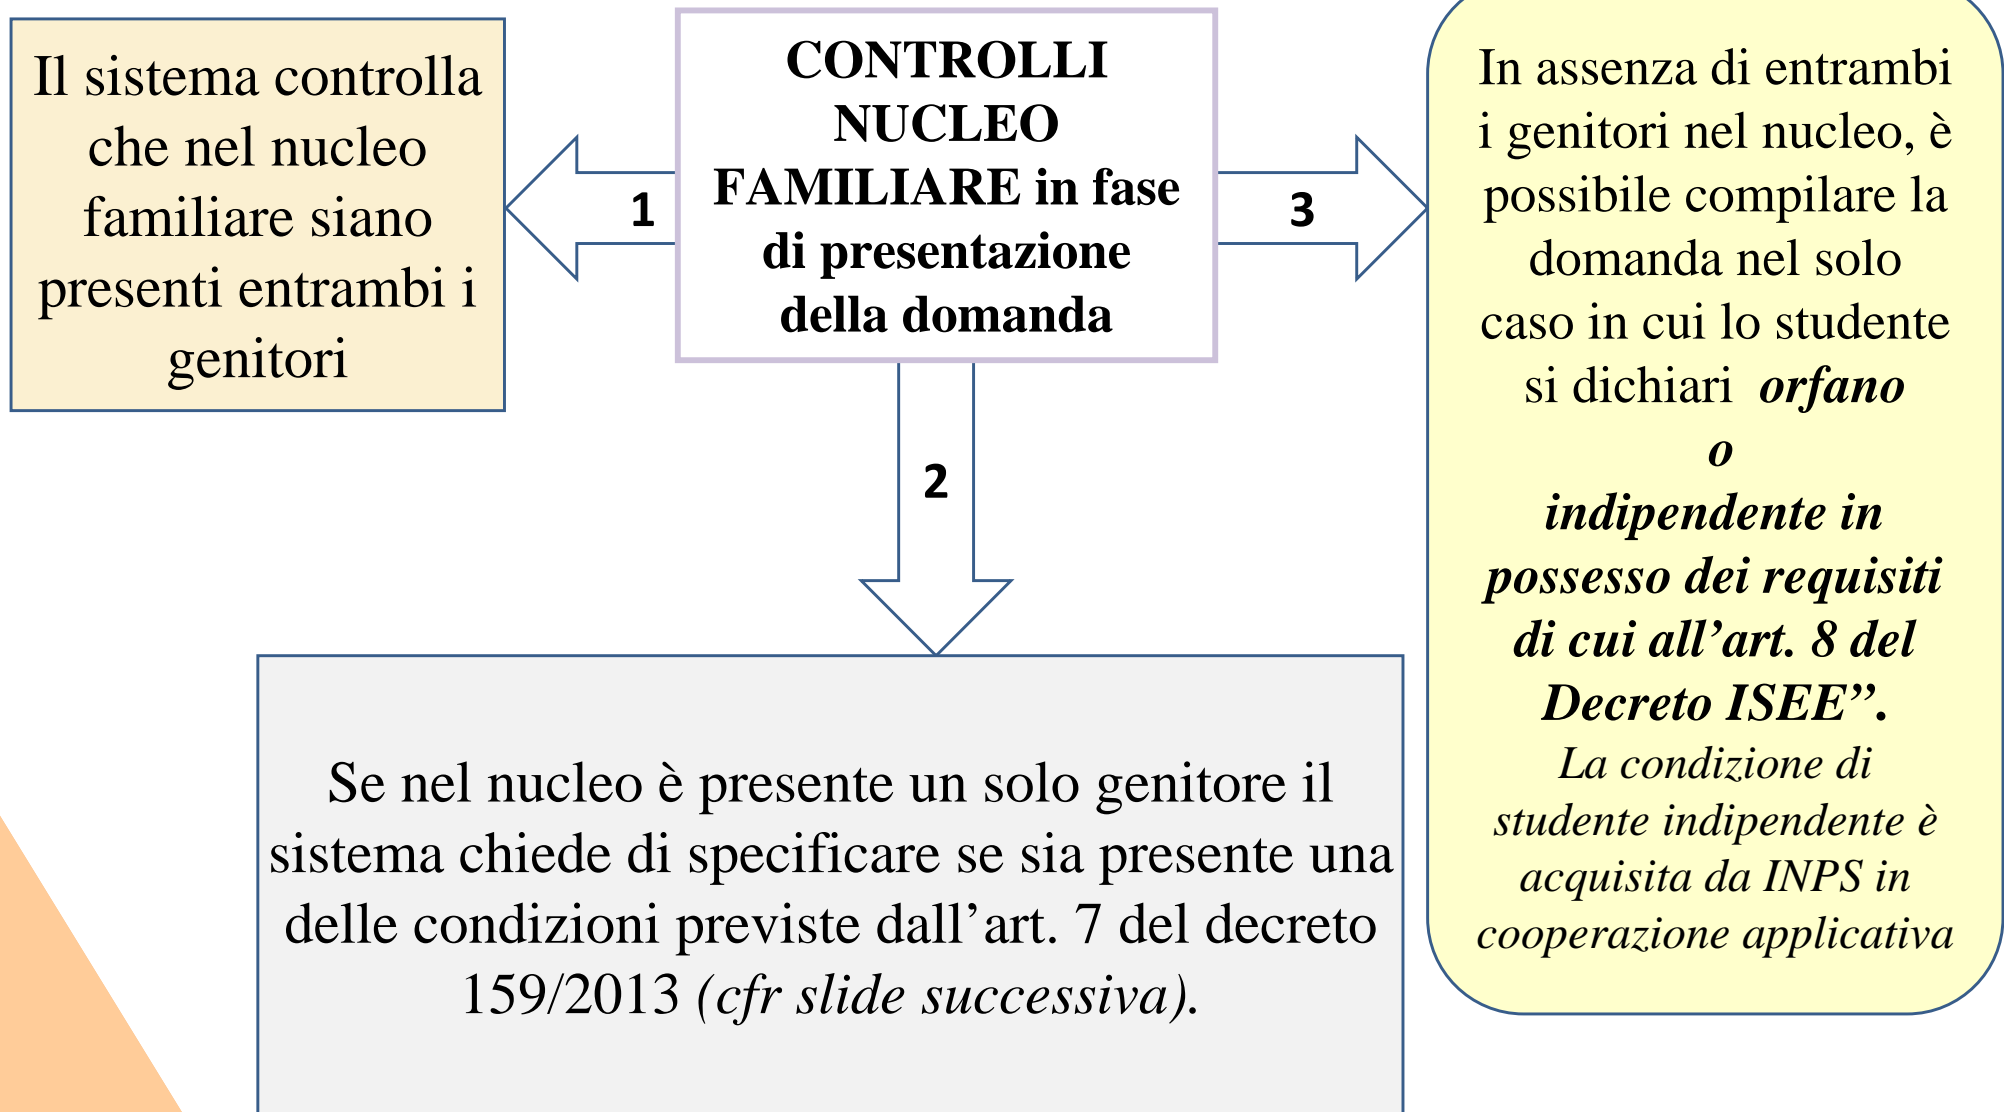 CONTROLLI
NUCLEO
FAMILIARE in fase
di presentazione
della domanda
1
Il sistema controlla
che nel nucleo
familiare siano
presenti entrambi i
genitori
2
Se nel nucleo è presente un solo genitore il
sistema chiede di specificare se sia presente una
delle condizioni previste dall’art. 7 del decreto
159/2013 (cfr slide successiva).
3
In assenza di entrambi
i genitori nel nucleo, è
possibile compilare la
domanda nel solo
caso in cui lo studente
si dichiari orfano
o
indipendente in
possesso dei requisiti
di cui all’art. 8 del
Decreto ISEE”.
La condizione di
studente indipendente è
acquisita da INPS in
cooperazione applicativa